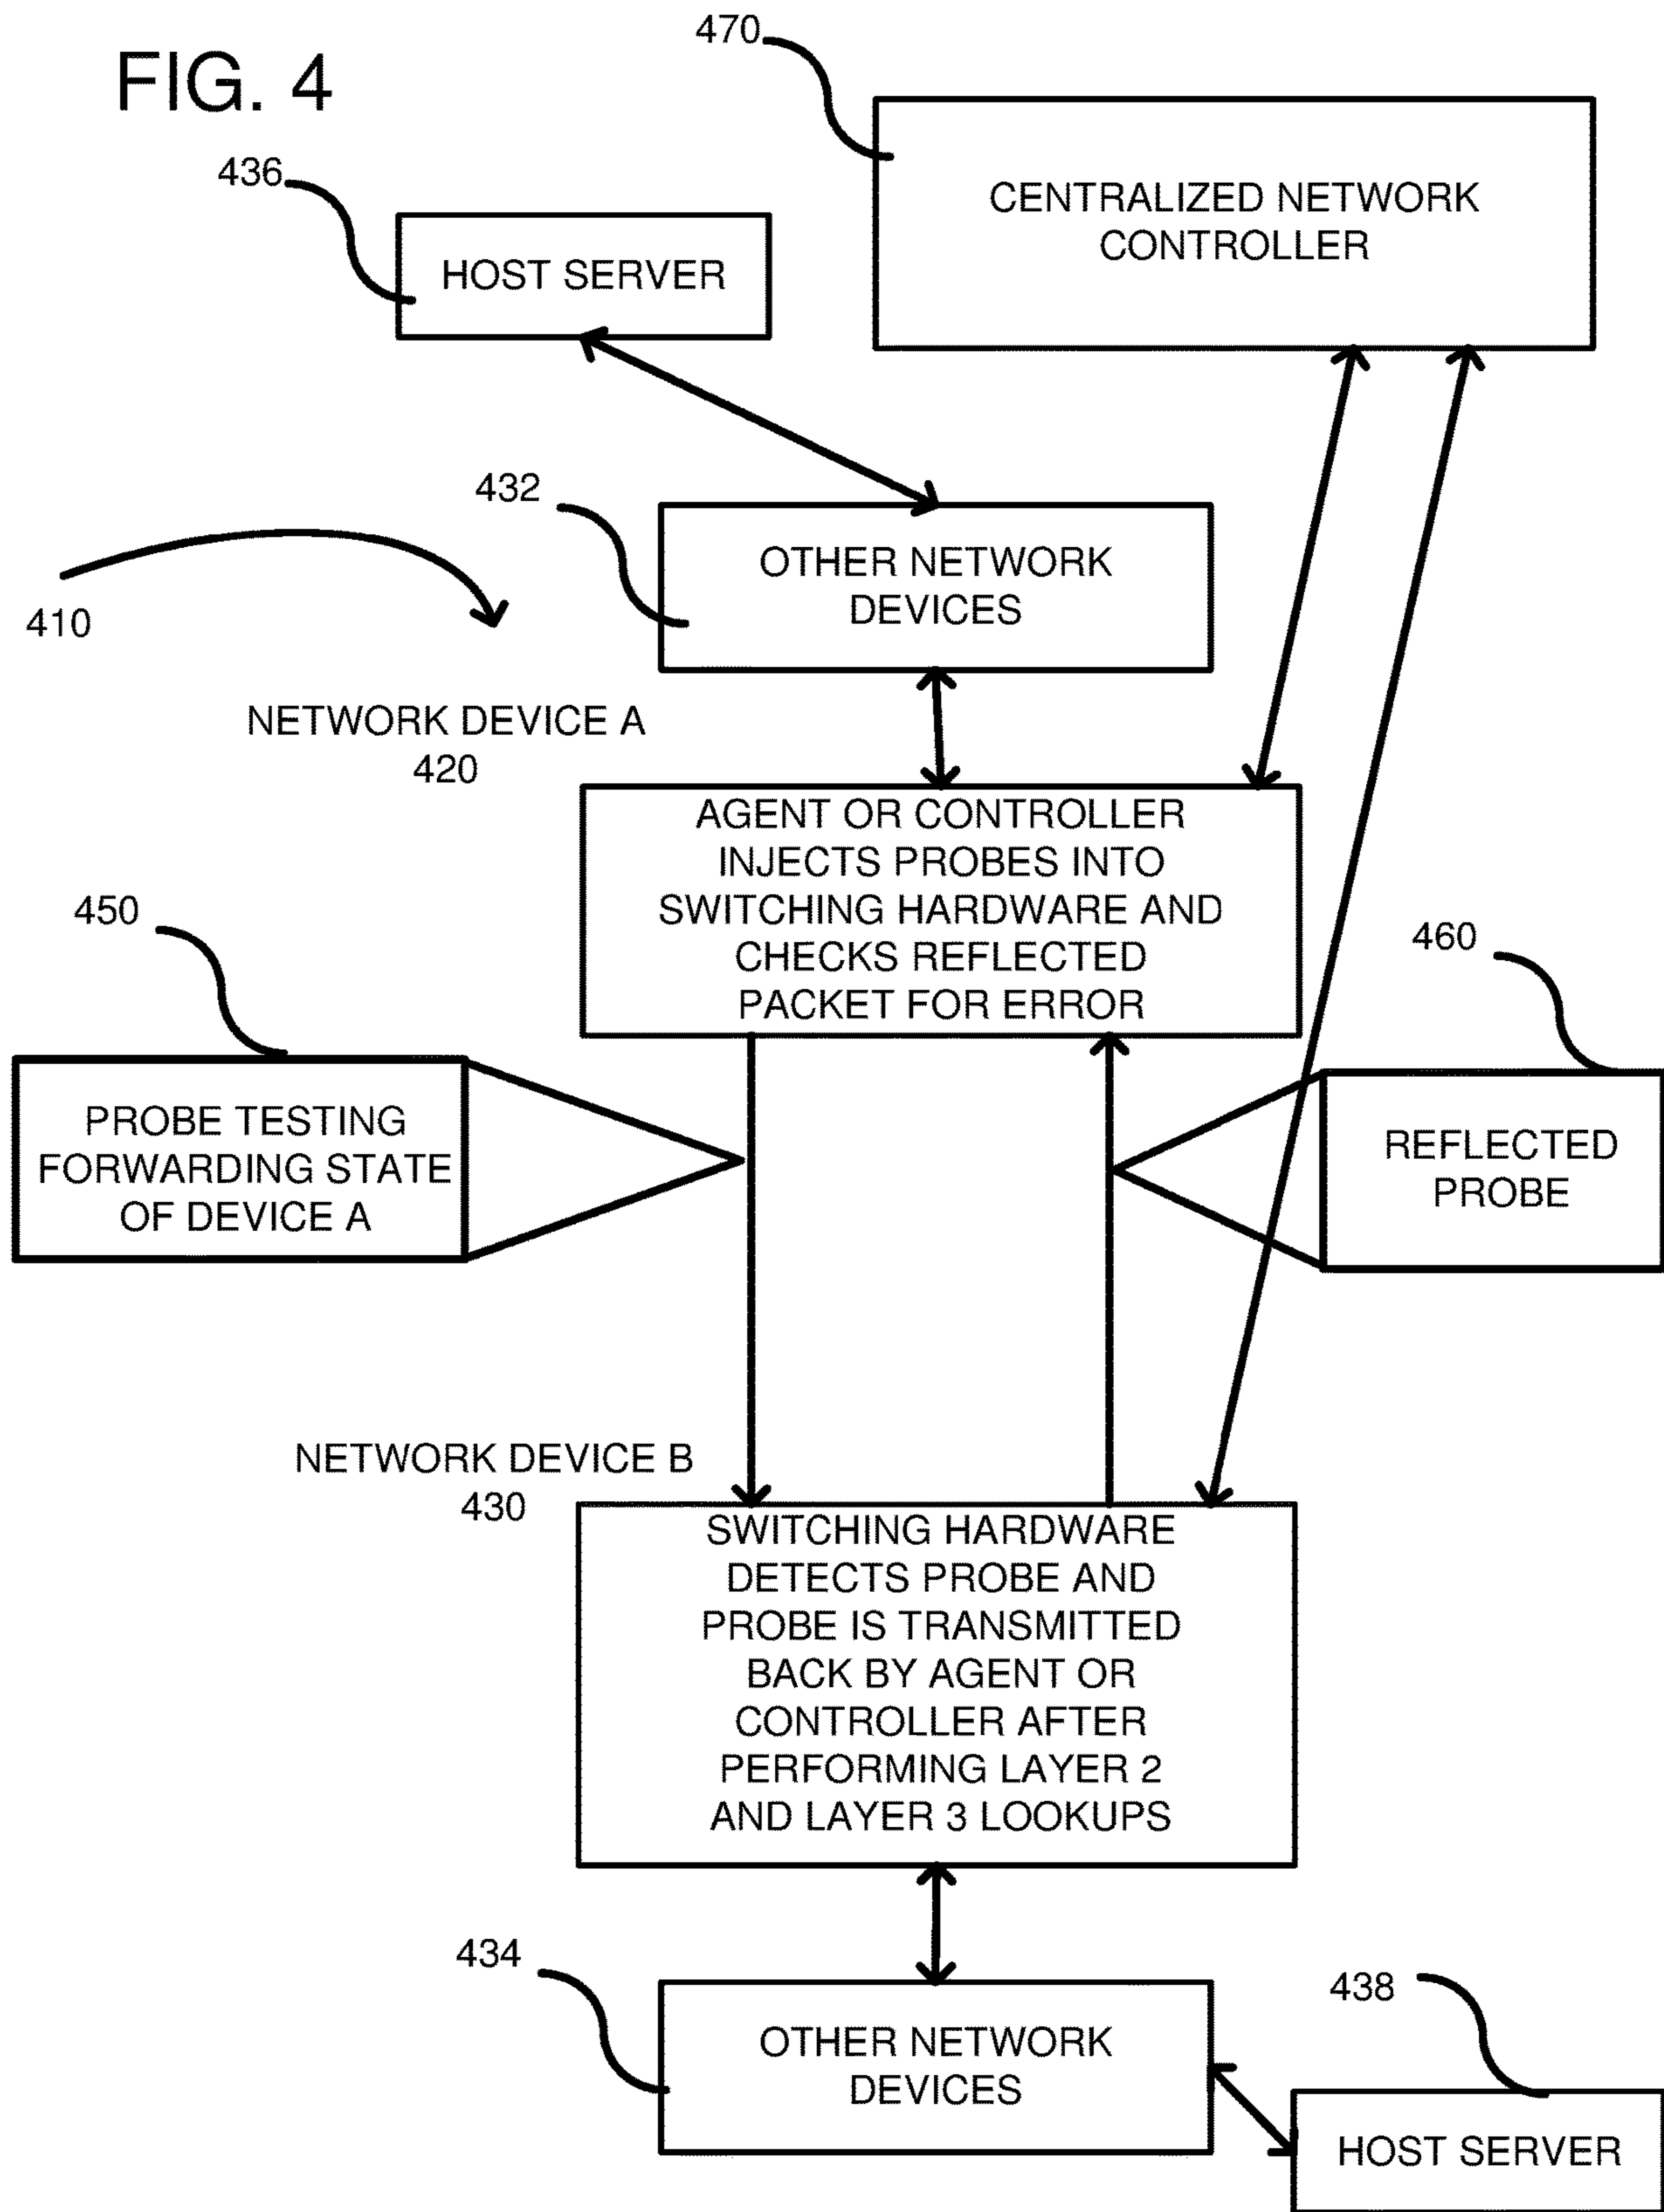 FIG. 4
470
CENTRALIZED NETWORK
CONTROLLER
436
HOST SERVER
432
OTHER NETWORK
DEVICES
410
NETWORK DEVICE A
420
AGENT OR CONTROLLER
INJECTS PROBES INTO
SWITCHING HARDWARE AND
CHECKS REFLECTED
PACKET FOR ERROR
450
PROBE TESTING
FORWARDING STATE
OF DEVICE A
460
REFLECTED
PROBE
NETWORK DEVICE B
430
SWITCHING HARDWARE
DETECTS PROBE AND
PROBE IS TRANSMITTED
BACK BY AGENT OR
CONTROLLER AFTER
PERFORMING LAYER 2
AND LAYER 3 LOOKUPS
434
OTHER NETWORK
DEVICES
438
HOST SERVER